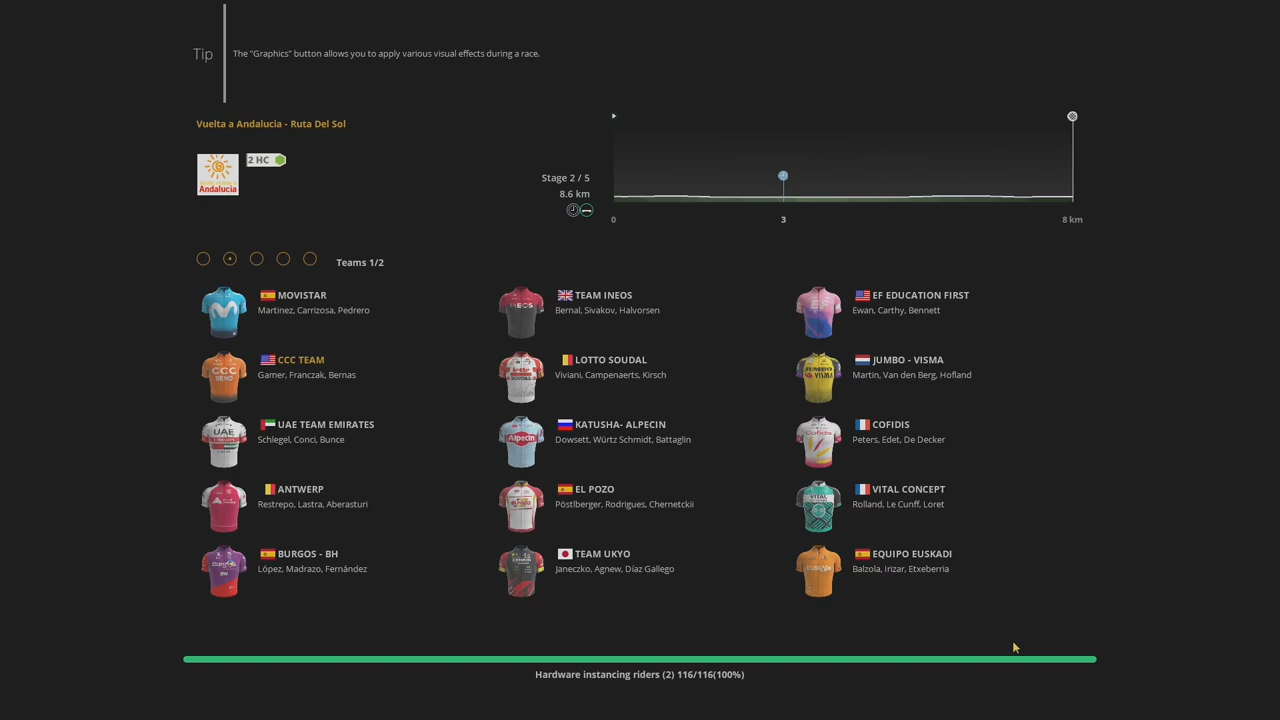 Tip
The "Graphics" button allows you to apply various visual effects during a race.
Vuelta a Andalucia - Ruta Del Sol
2 HC
Andalucia
Stage 2 / 5
8.6 km
0
3
8 km
Teams 1/2
MOVISTAR
Martinez, Carrizosa, Pedrero
TEAM INEOS
Bernal, Sivakov, Halvorsen
EF EDUCATION FIRST
Ewan, Carthy, Bennett
CCC TEAM
Gamer, Franczak, Bernas
LOTTO SOUDAL
Viviani, Campenaerts, Kirsch
JUMBO - VISMA
Martin, Van den Berg, Hofland
UAE TEAM EMIRATES
Schlegel, Conci, Bunce
KATUSHA- ALPECIN
Dowsett, Würtz Schmidt, Battaglin
COFIDIS
Peters, Edet, De Decker
ANTWERP
Restrepo, Lastra, Aberasturi
EL POZO
Pöstlberger, Rodrigues, Chernetckii
VITAL CONCEPT
Rolland, Le Cunff, Loret
BURGOS - BH
López, Madrazo, Fernández
TEAM UKYO
Janeczko, Agnew, Díaz Gallego
EQUIPO EUSKADI
Balzola, Irizar, Etxeberria
Hardware instancing riders (2) 116/116(100%)